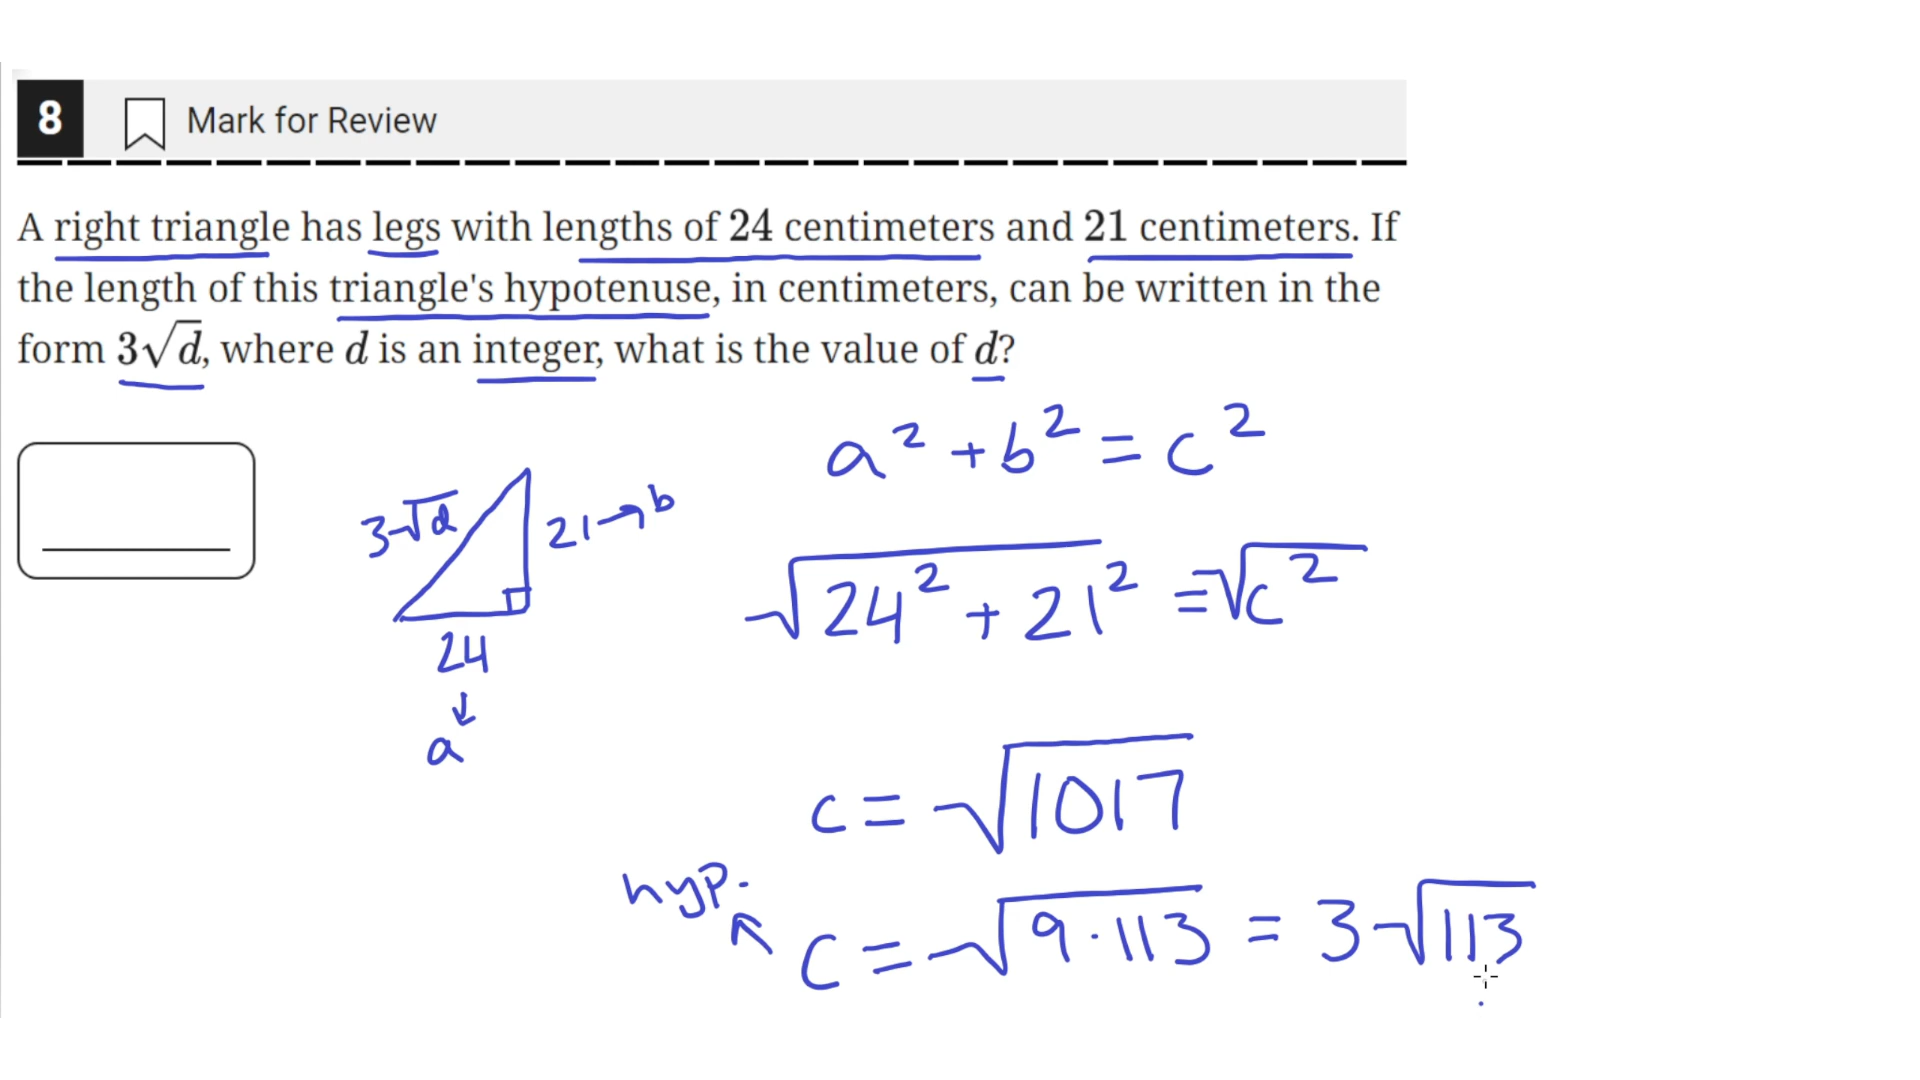 8 Mark for Review
A right triangle has legs with lengths of 24 centimeters and 21 centimeters. If
the length of this triangle's hypotenuse, in centimeters, can be written in the
form 3√d, where d is an integer, what is the value of d?
a² + b² = c²
3√d 21 → b
√24² + 21² = √c²
24
↓
a
c = √1017
hyp.
c = √9·113 = 3√113